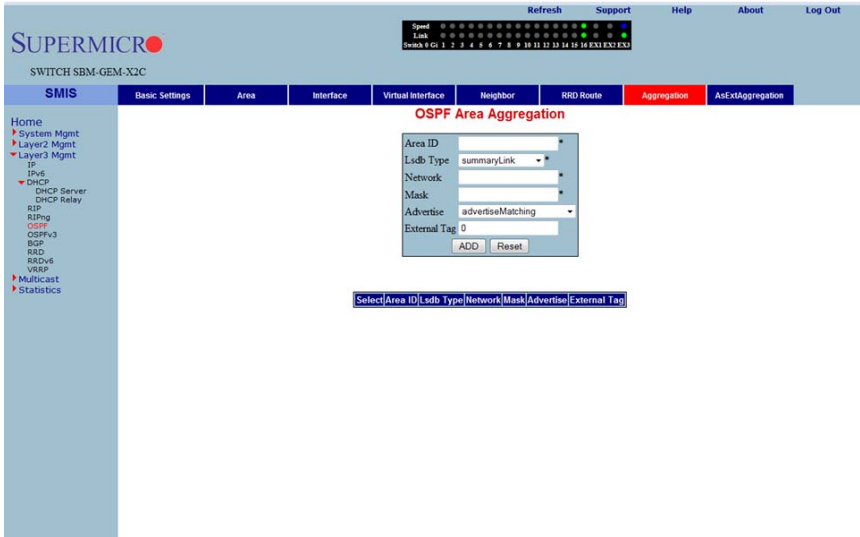 Refresh Support Help About Log Out
SUPERMICRO
SWITCH SBM-GEM-X2C
Speed
Link
Switch 0 Gi 1 2 3 4 5 6 7 8 9 10 11 12 13 14 15 16 EX1 EX2 EX3
SMIS
Basic Settings Area Interface Virtual Interface Neighbor RRD Route Aggregation AsExtAggregation
Home
System Mgmt
Layer2 Mgmt
Layer3 Mgmt
IP
IPv6
DHCP
DHCP Server
DHCP Relay
RIP
RIPng
OSPF
OSPFv3
BGP
RRD
RRDv6
VRRP
Multicast
Statistics
OSPF Area Aggregation
Area ID *
Lsdb Type summaryLink *
Network *
Mask *
Advertise advertiseMatching
External Tag 0
ADD Reset
Select Area ID Lsdb Type Network Mask Advertise External Tag